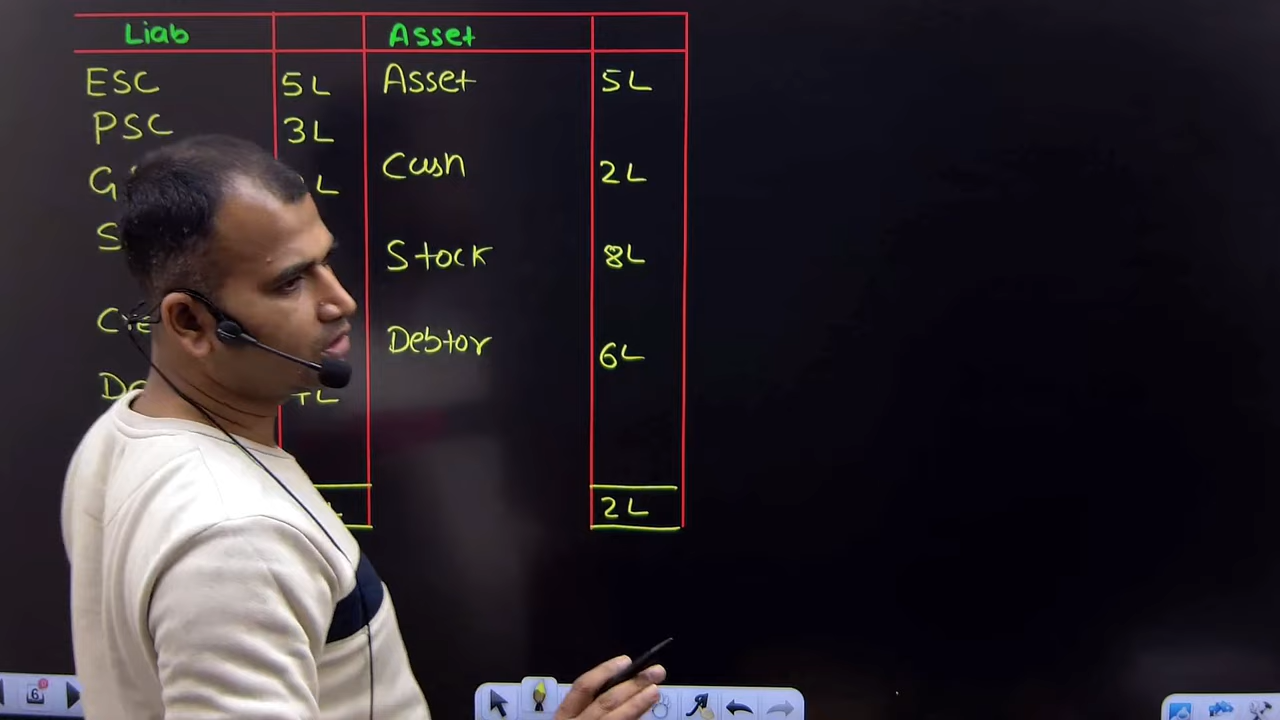 Liab Asset
ESC 5L Asset 5L
PSC 3L
Cash 2L
Stock 8L
Debtor 6L
2L